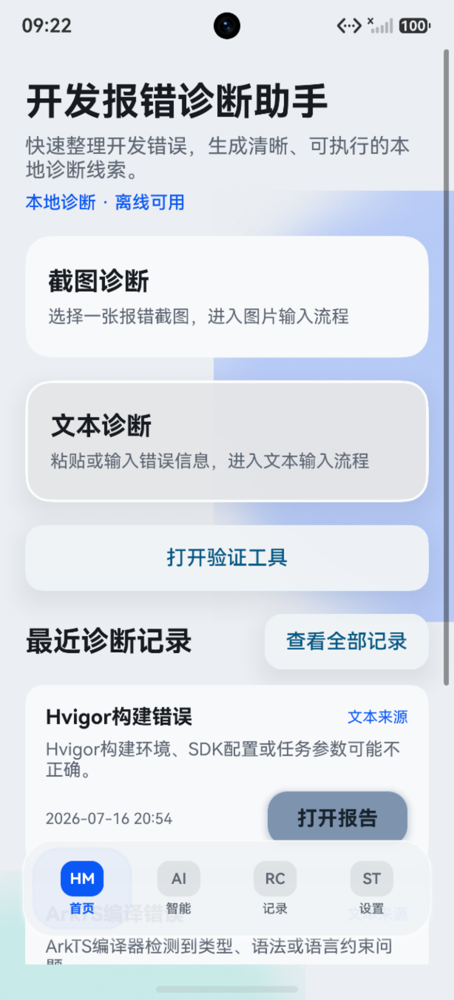 09:22
100
开发报错诊断助手
快速整理开发错误，生成清晰、可执行的本
地诊断线索。
本地诊断 · 离线可用
截图诊断
选择一张报错截图，进入图片输入流程
文本诊断
粘贴或输入错误信息，进入文本输入流程
打开验证工具
最近诊断记录
查看全部记录
Hvigor构建错误
文本来源
Hvigor构建环境、SDK配置或任务参数可能不
正确。
2026-07-16 20:54
打开报告
HM
AI
RC
ST
首页
智能
记录
设置
ArkTS编译错误
文本来源
ArkTS编译器检测到类型、语法或语言约束问
题